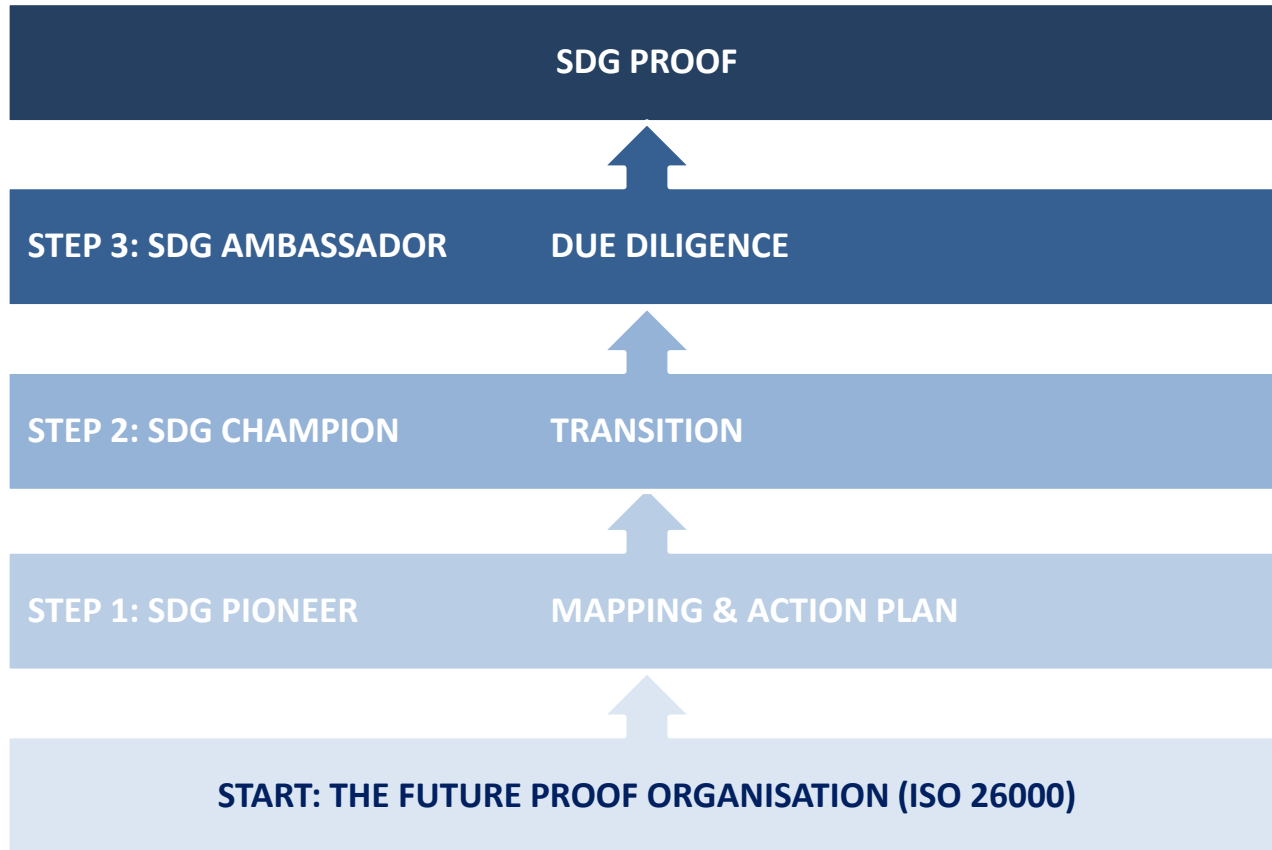 SDG PROOF
STEP 3: SDG AMBASSADOR DUE DILIGENCE
STEP 2: SDG CHAMPION TRANSITION
STEP 1: SDG PIONEER MAPPING & ACTION PLAN
START: THE FUTURE PROOF ORGANISATION (ISO 26000)